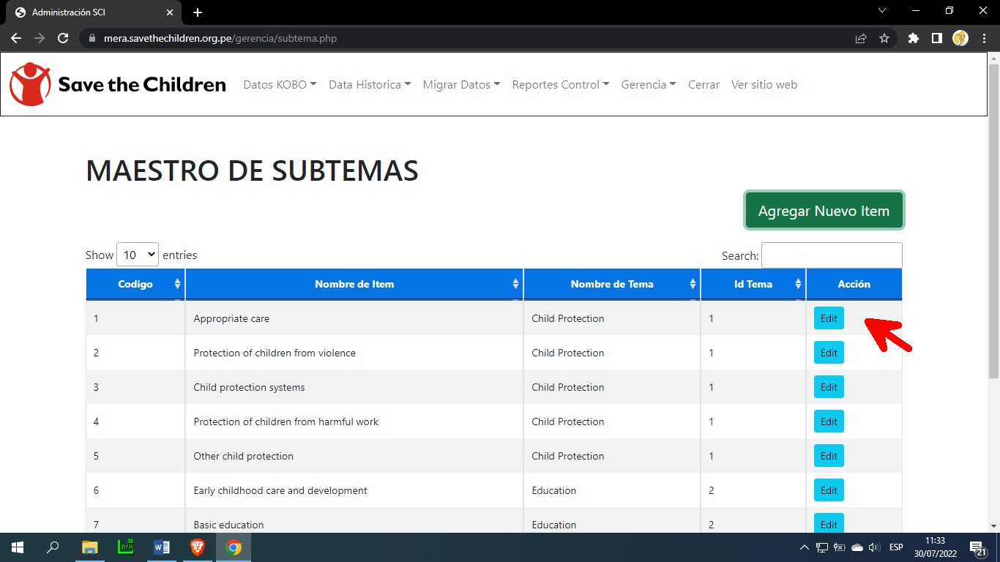 Administración SCI
mera.savethechildren.org.pe/gerencia/subtema.php
Save the Children Datos KOBO Data Historica Migrar Datos Reportes Control Gerencia Cerrar Ver sitio web
MAESTRO DE SUBTEMAS
Agregar Nuevo Item
Show 10 entries Search:
Codigo Nombre de Item Nombre de Tema Id Tema Acción
1 Appropriate care Child Protection 1 Edit
2 Protection of children from violence Child Protection 1 Edit
3 Child protection systems Child Protection 1 Edit
4 Protection of children from harmful work Child Protection 1 Edit
5 Other child protection Child Protection 1 Edit
6 Early childhood care and development Education 2 Edit
7 Basic education Education 2 Edit
ESP 11:33
30/07/2022 21